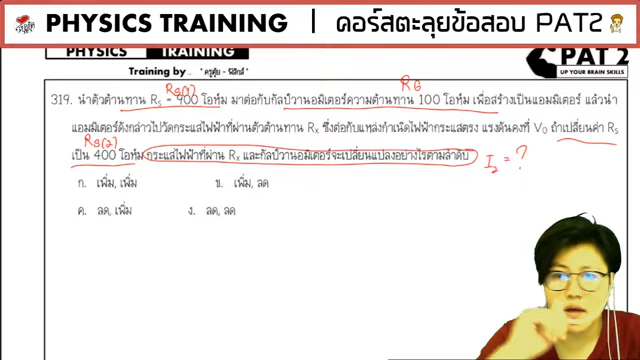 PHYSICS TRAINING | คอร์สตะลุยข้อสอบ PAT2
PHYSICS TRAINING
Training by .. "ครูตุ้ย ฟิสิกส์"
PAT 2
UP YOUR BRAIN SKILLS
RS(1)
RG
319. นำตัวต้านทาน Rs = 900 โอห์ม มาต่อกับกัลป์วานอมิเตอร์ความต้านทาน 100 โอห์ม เพื่อสร้างเป็นแอมมิเตอร์ แล้วนำ
แอมมิเตอร์ดังกล่าวไปวัดกระแสไฟฟ้าที่ผ่านตัวต้านทาน Rx ซึ่งต่อกับแหล่งกำเนิดไฟฟ้ากระแสตรง แรงดันคงที่ V0 ถ้าเปลี่ยนค่า Rs
RS(2)
เป็น 400 โอห์ม กระแสไฟฟ้าที่ผ่าน Rx และกัลป์วานอมิเตอร์จะเปลี่ยนแปลงอย่างไรตามลำดับ
I2 = ?
ก. เพิ่ม, เพิ่ม ข. เพิ่ม, ลด
ค. ลด, เพิ่ม ง. ลด, ลด